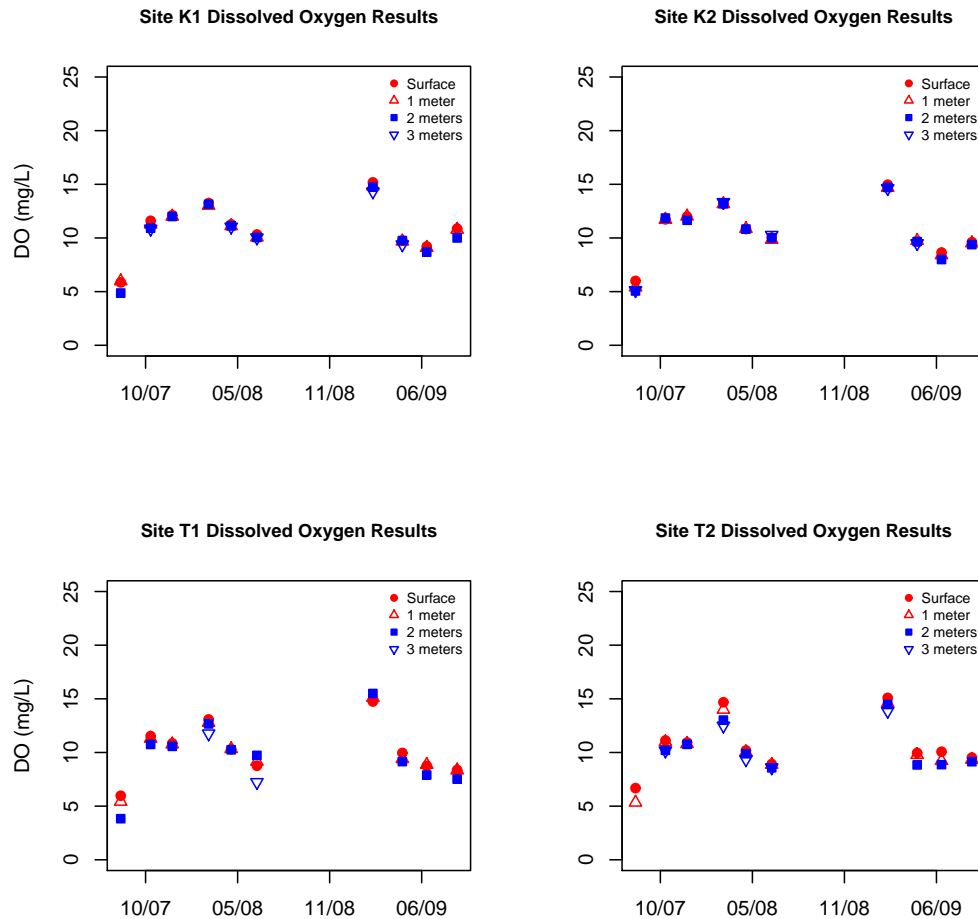 Site K1 Dissolved Oxygen Results
Surface
1 meter
2 meters
3 meters
DO (mg/L)
25
20
15
10
5
0
10/07 05/08 11/08 06/09
Site K2 Dissolved Oxygen Results
Surface
1 meter
2 meters
3 meters
25
20
15
10
5
0
10/07 05/08 11/08 06/09
Site T1 Dissolved Oxygen Results
Surface
1 meter
2 meters
3 meters
DO (mg/L)
25
20
15
10
5
0
10/07 05/08 11/08 06/09
Site T2 Dissolved Oxygen Results
Surface
1 meter
2 meters
3 meters
25
20
15
10
5
0
10/07 05/08 11/08 06/09